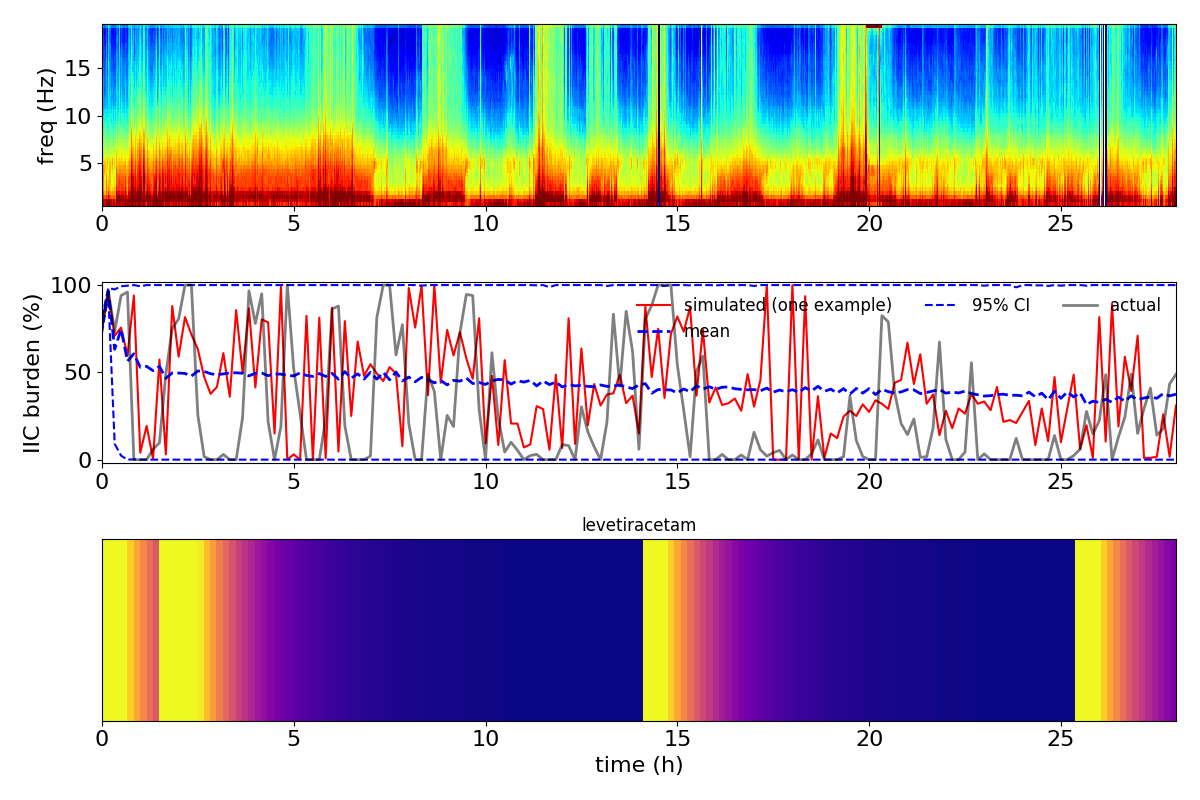 freq (Hz)
15
10
5
0 5 10 15 20 25
IIC burden (%)
100
50
0
simulated (one example)
mean
95% CI
actual
0 5 10 15 20 25
levetiracetam
0 5 10 15 20 25
time (h)